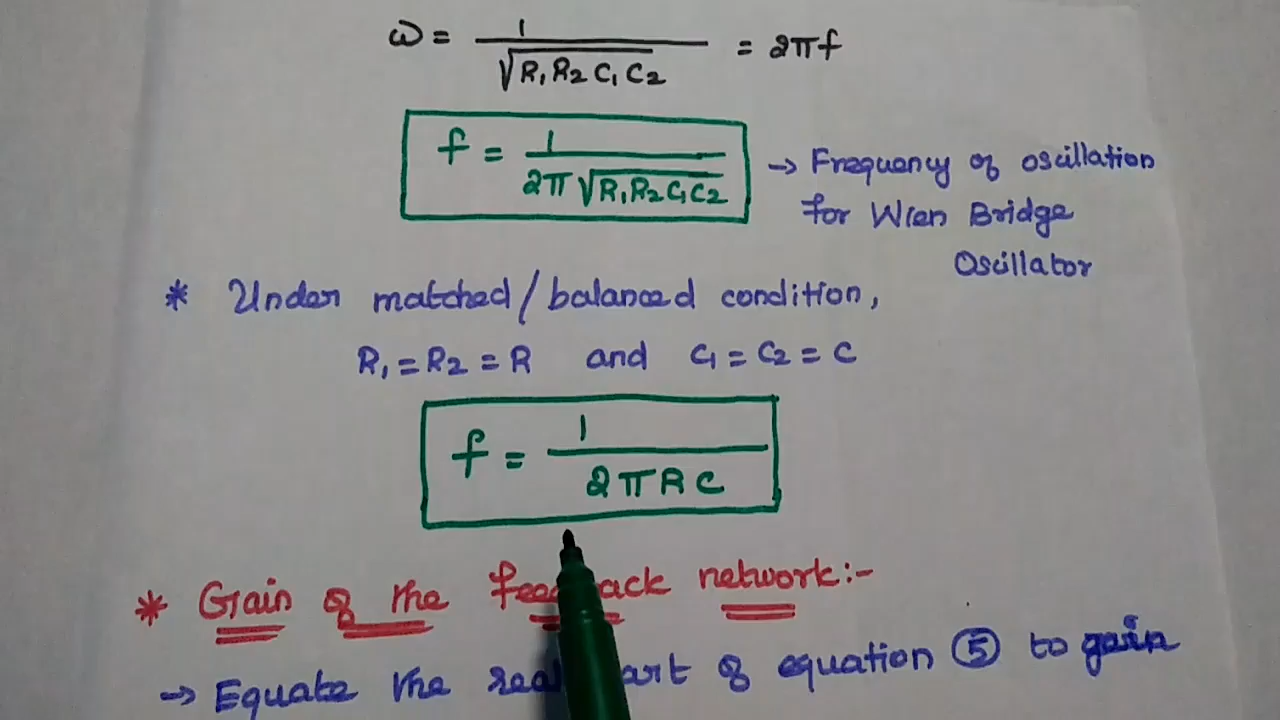 ω = 1 / √R₁R₂C₁C₂ = 2πf
f = 1 / 2π√R₁R₂C₁C₂ → Frequency of oscillation
for Wien Bridge
Oscillator
* Under matched/balanced condition,
R₁ = R₂ = R and C₁ = C₂ = C
f = 1 / 2πRC
* Gain of the network:-
→ Equate the of equation ⑤ to gain